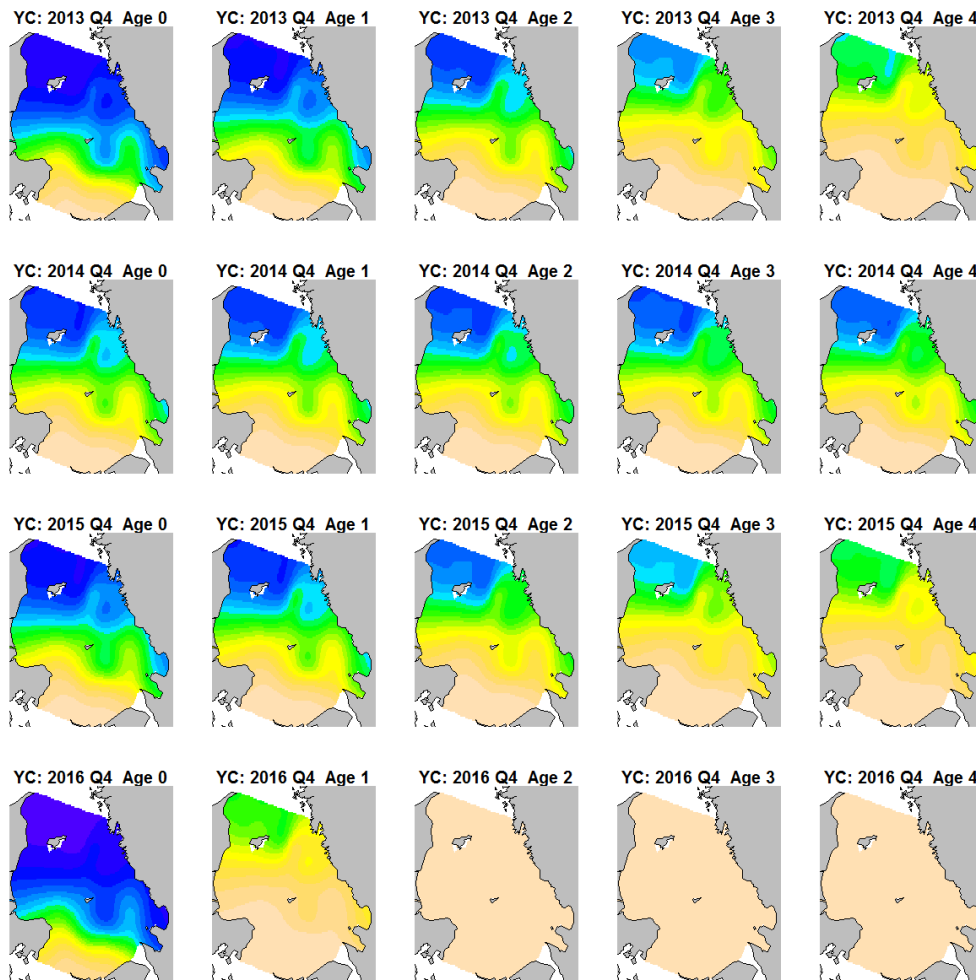 YC: 2013 Q4 Age 0
YC: 2013 Q4 Age 1
YC: 2013 Q4 Age 2
YC: 2013 Q4 Age 3
YC: 2013 Q4 Age 4
YC: 2014 Q4 Age 0
YC: 2014 Q4 Age 1
YC: 2014 Q4 Age 2
YC: 2014 Q4 Age 3
YC: 2014 Q4 Age 4
YC: 2015 Q4 Age 0
YC: 2015 Q4 Age 1
YC: 2015 Q4 Age 2
YC: 2015 Q4 Age 3
YC: 2015 Q4 Age 4
YC: 2016 Q4 Age 0
YC: 2016 Q4 Age 1
YC: 2016 Q4 Age 2
YC: 2016 Q4 Age 3
YC: 2016 Q4 Age 4